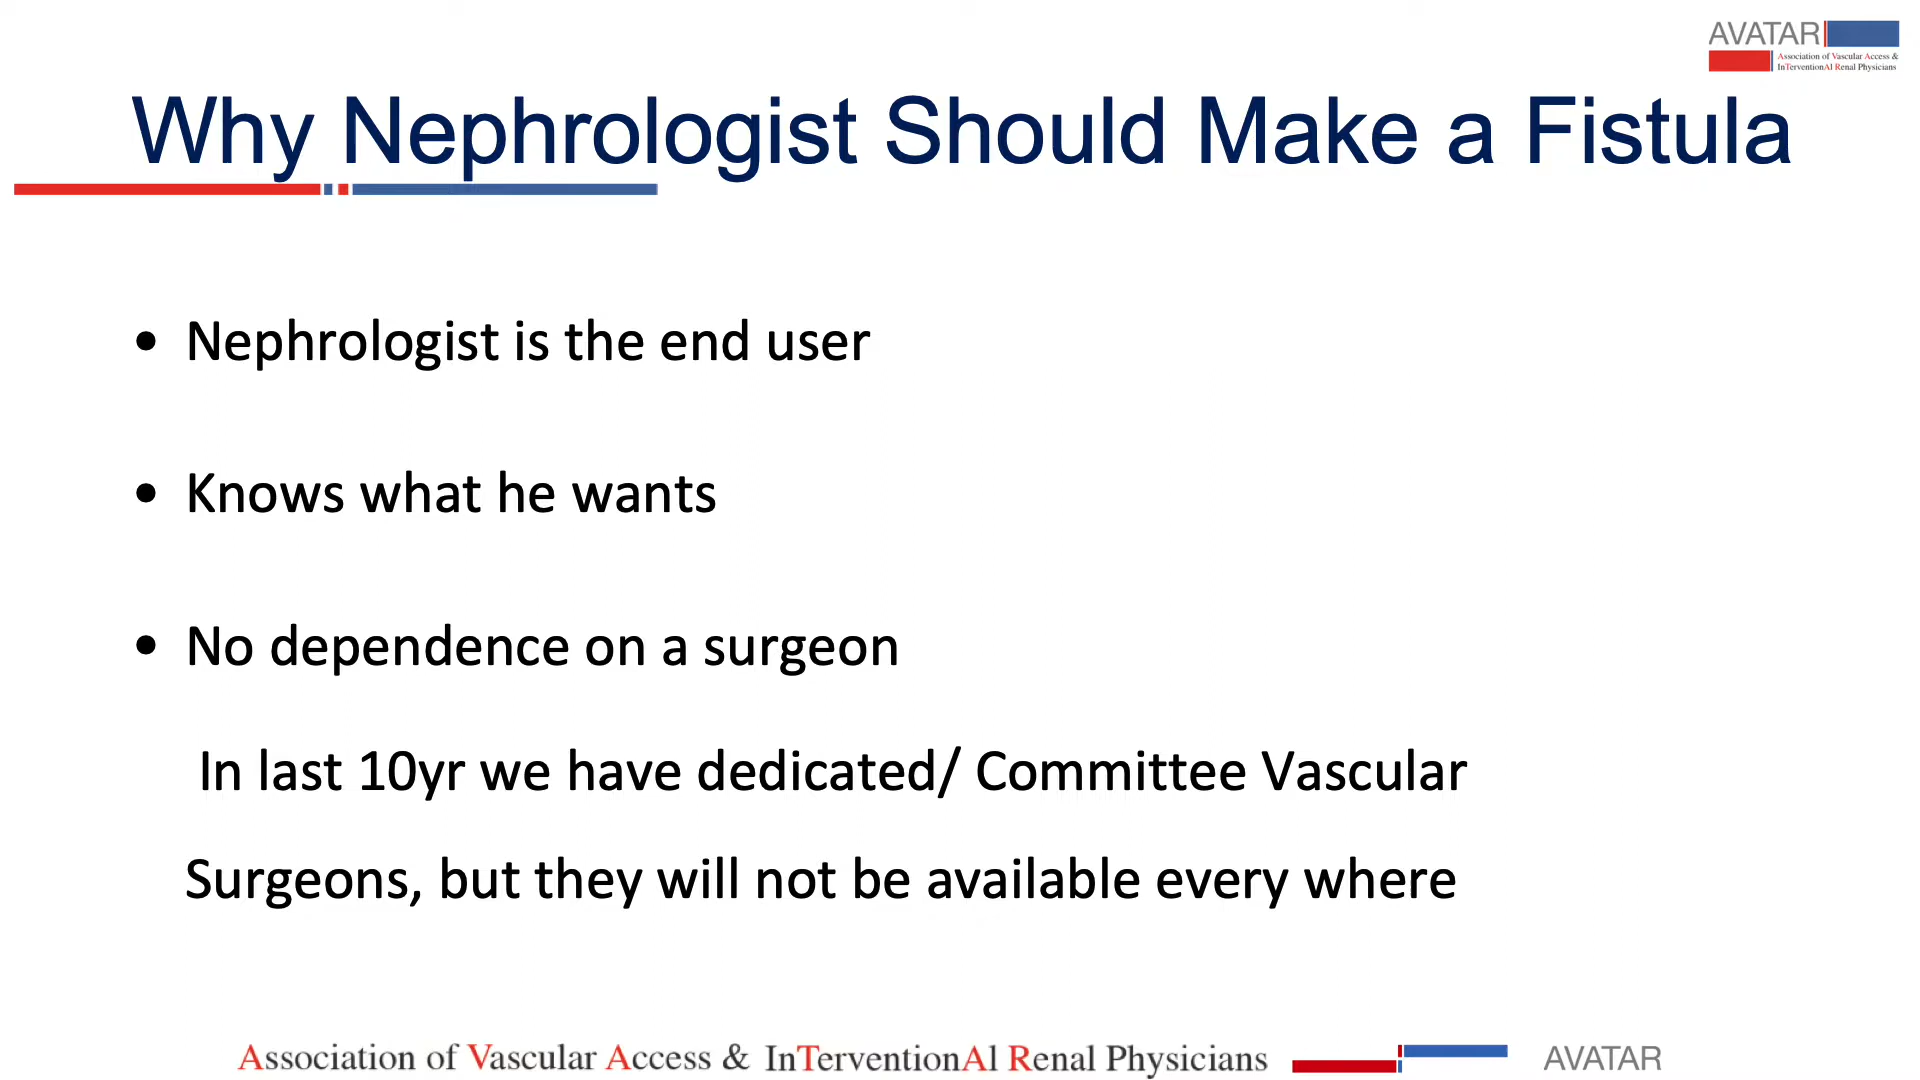 AVATAR
Association of Vascular Access &
InTerventionAl Renal Physicians
Why Nephrologist Should Make a Fistula
• Nephrologist is the end user
• Knows what he wants
• No dependence on a surgeon
In last 10yr we have dedicated/ Committee Vascular
Surgeons, but they will not be available every where
Association of Vascular Access & InTerventionAl Renal Physicians AVATAR